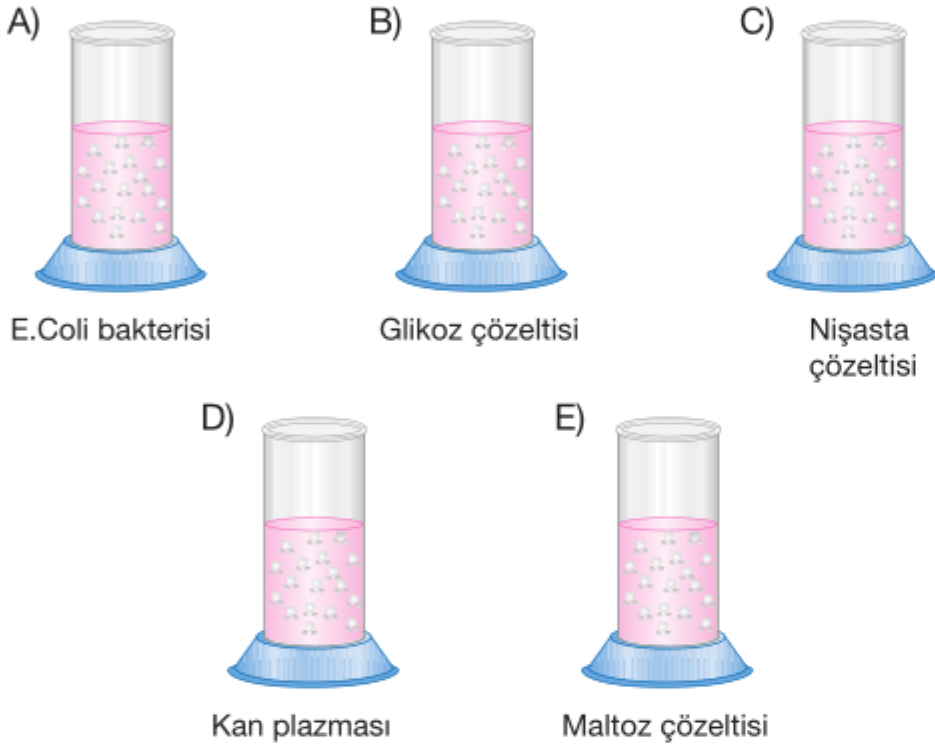 A)
B)
C)
E.Coli bakterisi
Glikoz çözeltisi
Nişasta
çözeltisi
D)
E)
Kan plazması
Maltoz çözeltisi